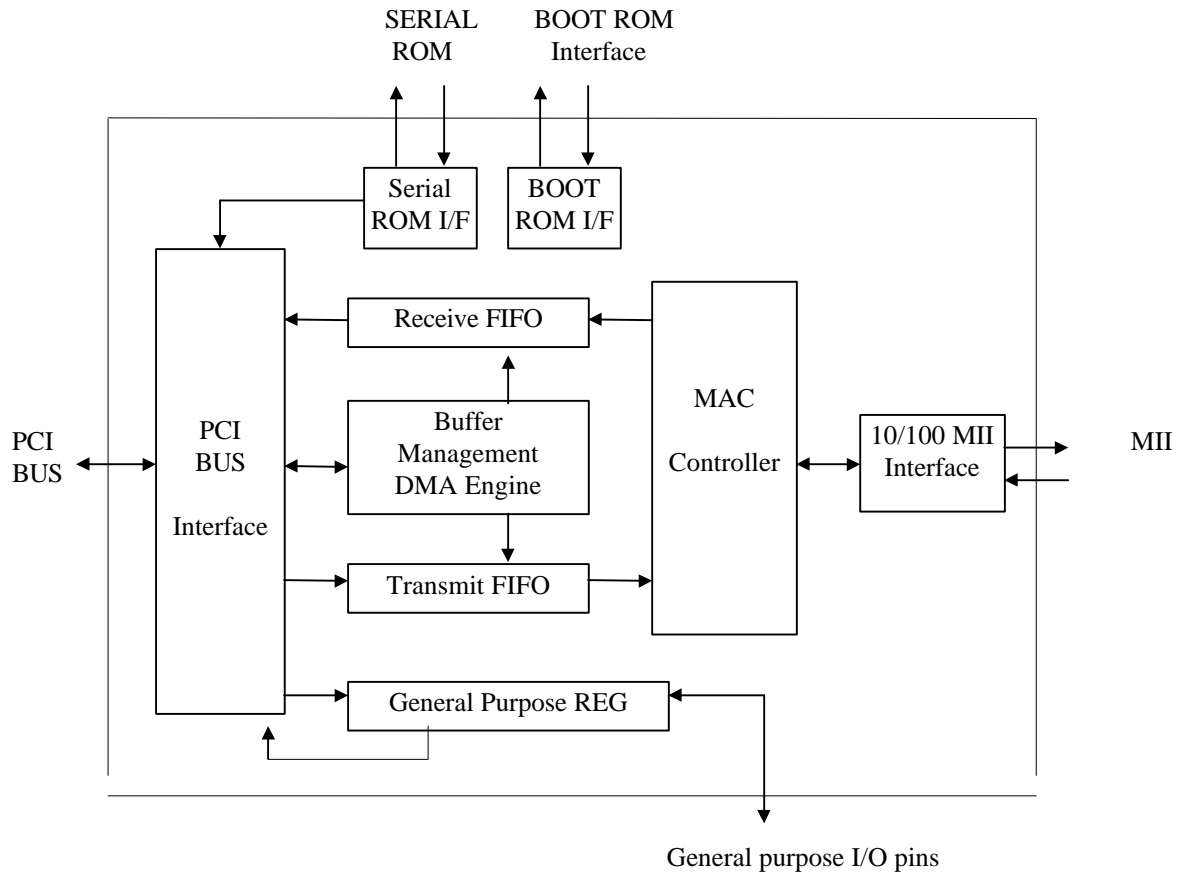 SERIAL
ROM
BOOT ROM
Interface
Serial
ROM I/F
BOOT
ROM I/F
Receive FIFO
MAC
Controller
Buffer
Management
DMA Engine
PCI
BUS
Interface
PCI
BUS
10/100 MII
Interface
MII
Transmit FIFO
General Purpose REG
General purpose I/O pins